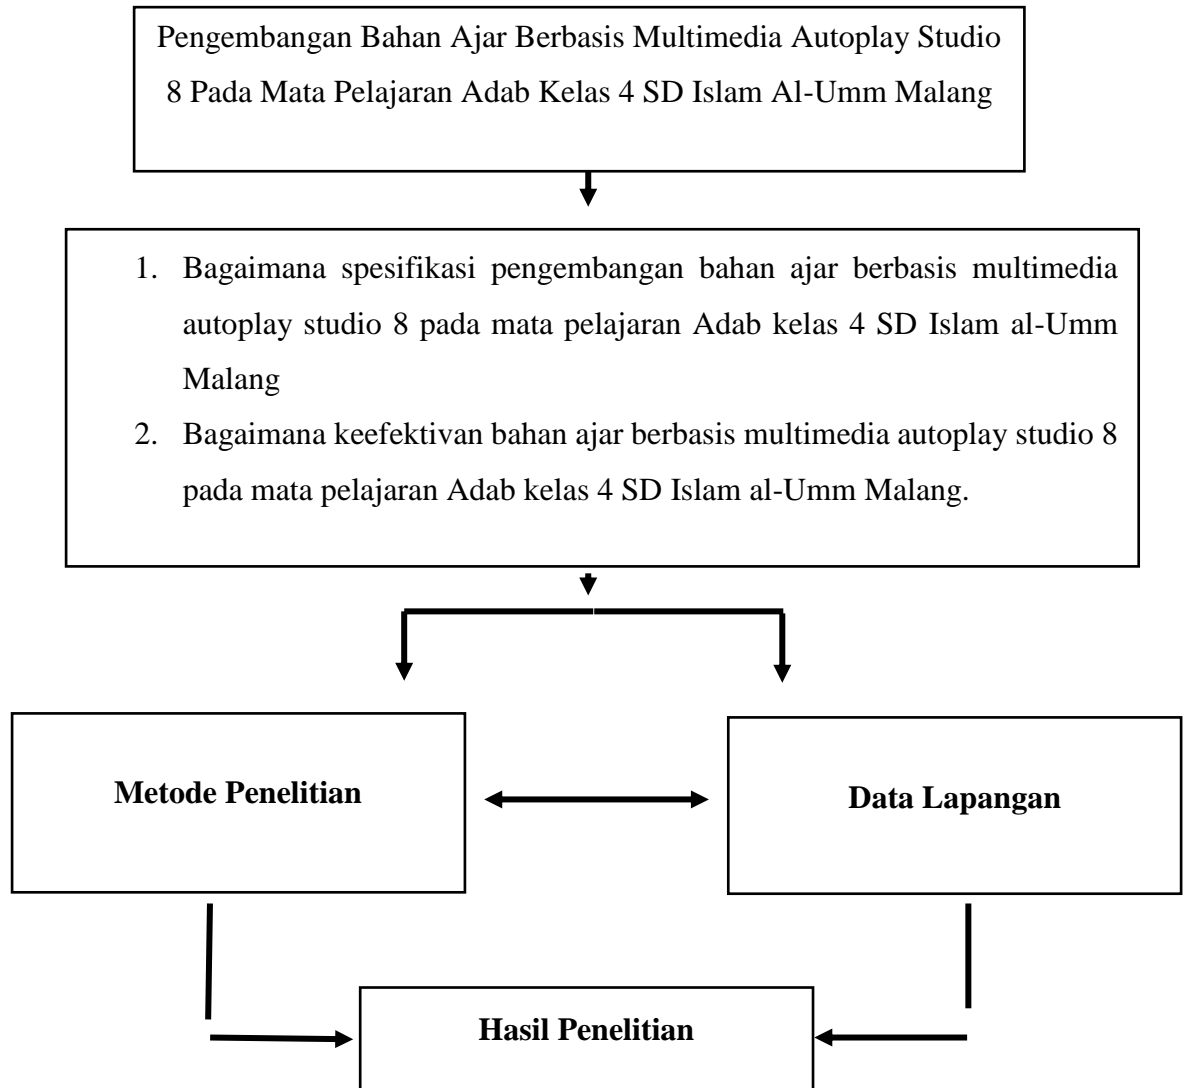 Pengembangan Bahan Ajar Berbasis Multimedia Autoplay Studio
8 Pada Mata Pelajaran Adab Kelas 4 SD Islam Al-Umm Malang
1. Bagaimana spesifikasi pengembangan bahan ajar berbasis multimedia
autoplay studio 8 pada mata pelajaran Adab kelas 4 SD Islam al-Umm
Malang
2. Bagaimana keefektivan bahan ajar berbasis multimedia autoplay studio 8
pada mata pelajaran Adab kelas 4 SD Islam al-Umm Malang.
Metode Penelitian
Data Lapangan
Hasil Penelitian